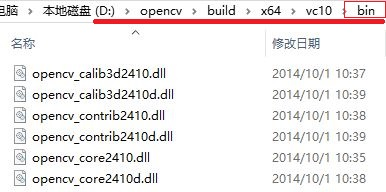 电脑 > 本地磁盘 (D:) > opencv > build > x64 > vc10 > bin
名称 修改日期
opencv_calib3d2410.dll 2014/10/1 10:37
opencv_calib3d2410d.dll 2014/10/1 10:39
opencv_contrib2410.dll 2014/10/1 10:38
opencv_contrib2410d.dll 2014/10/1 10:39
opencv_core2410.dll 2014/10/1 10:35
opencv_core2410d.dll 2014/10/1 10:38